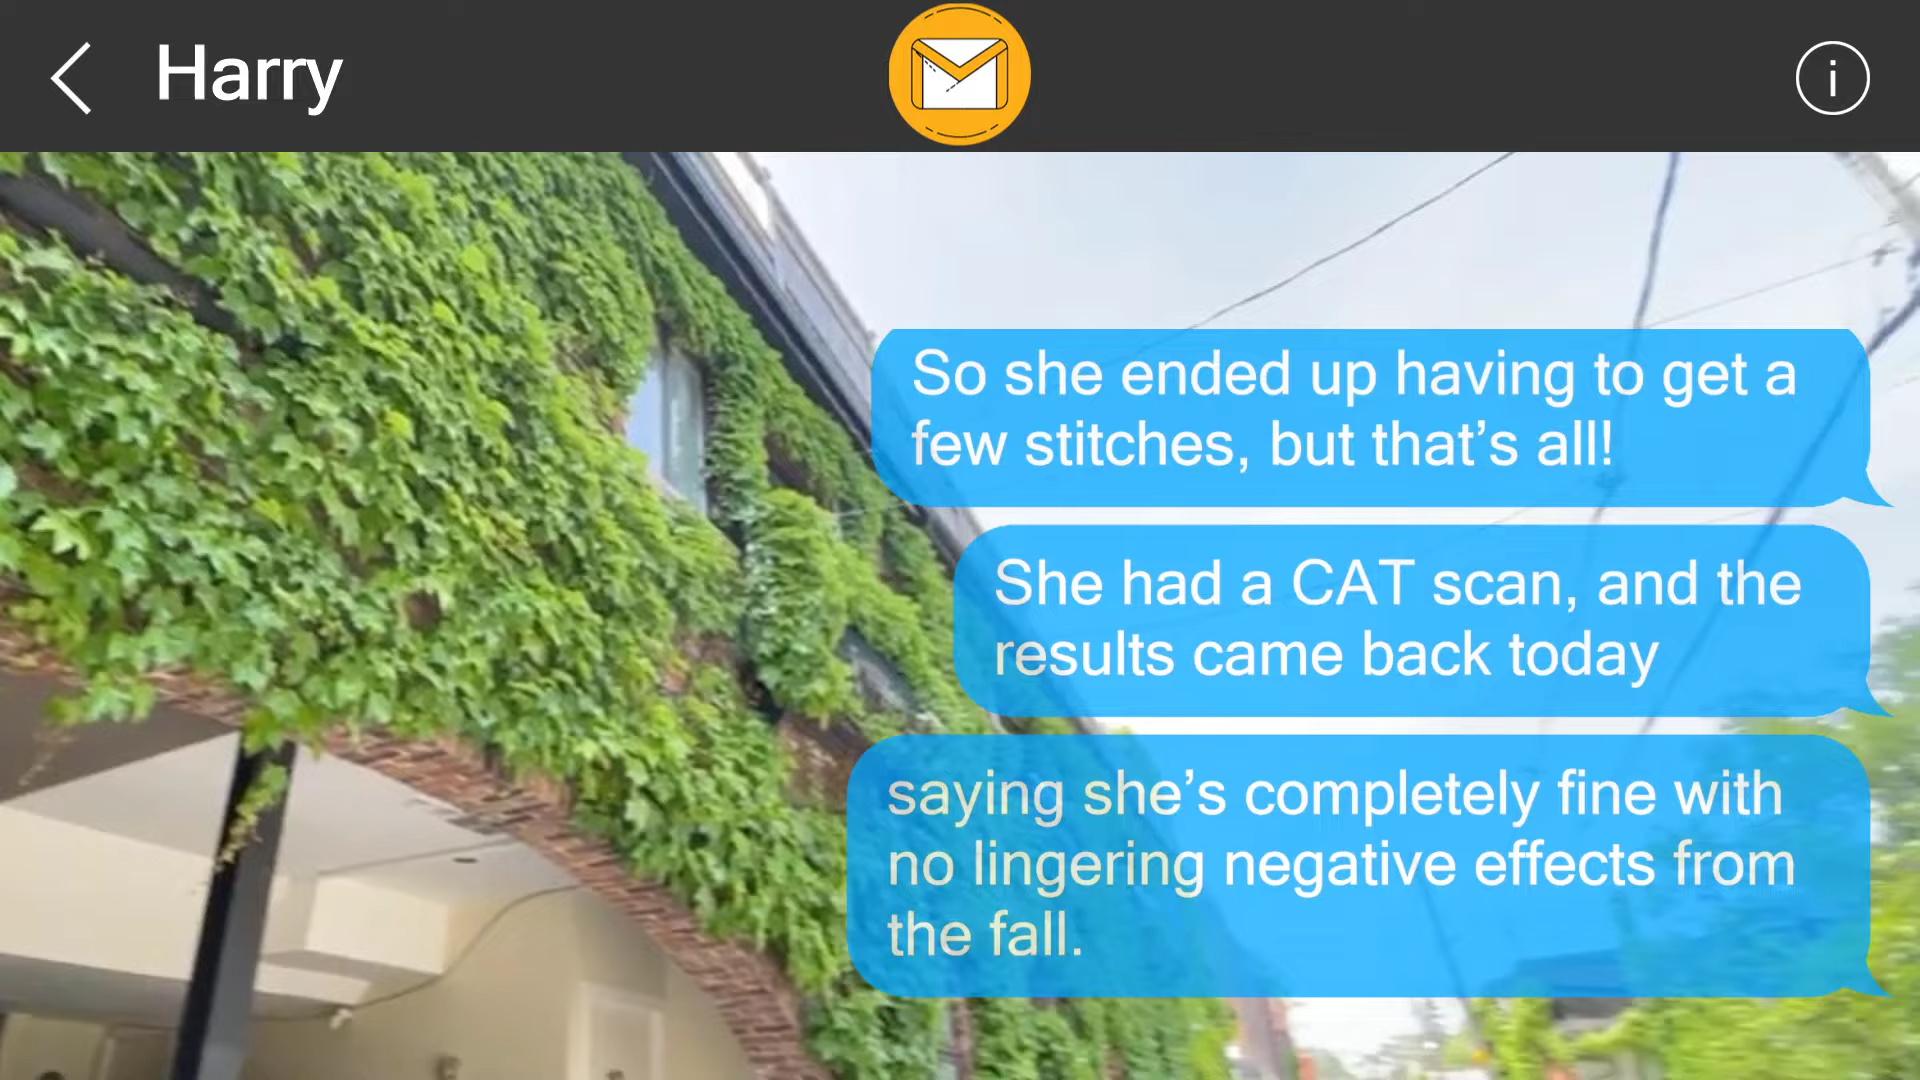 Harry
i
So she ended up having to get a
few stitches, but that’s all!
She had a CAT scan, and the
results came back today
saying she’s completely fine with
no lingering negative effects from
the fall.